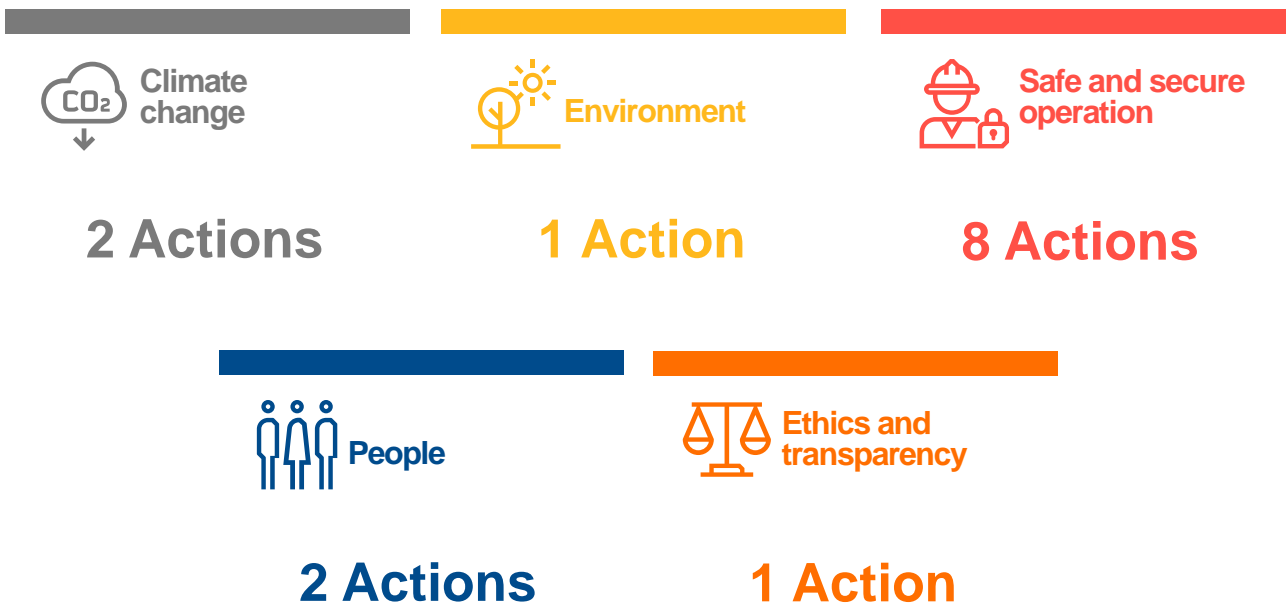 CO₂
Climate
change
Environment
Safe and secure
operation
2 Actions
1 Action
8 Actions
People
Ethics and
transparency
2 Actions
1 Action